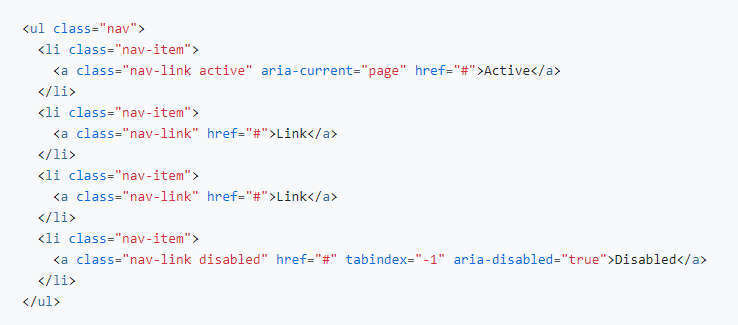 <ul class="nav">
  <li class="nav-item">
    <a class="nav-link active" aria-current="page" href="#">Active</a>
  </li>
  <li class="nav-item">
    <a class="nav-link" href="#">Link</a>
  </li>
  <li class="nav-item">
    <a class="nav-link" href="#">Link</a>
  </li>
  <li class="nav-item">
    <a class="nav-link disabled" href="#" tabindex="-1" aria-disabled="true">Disabled</a>
  </li>
</ul>